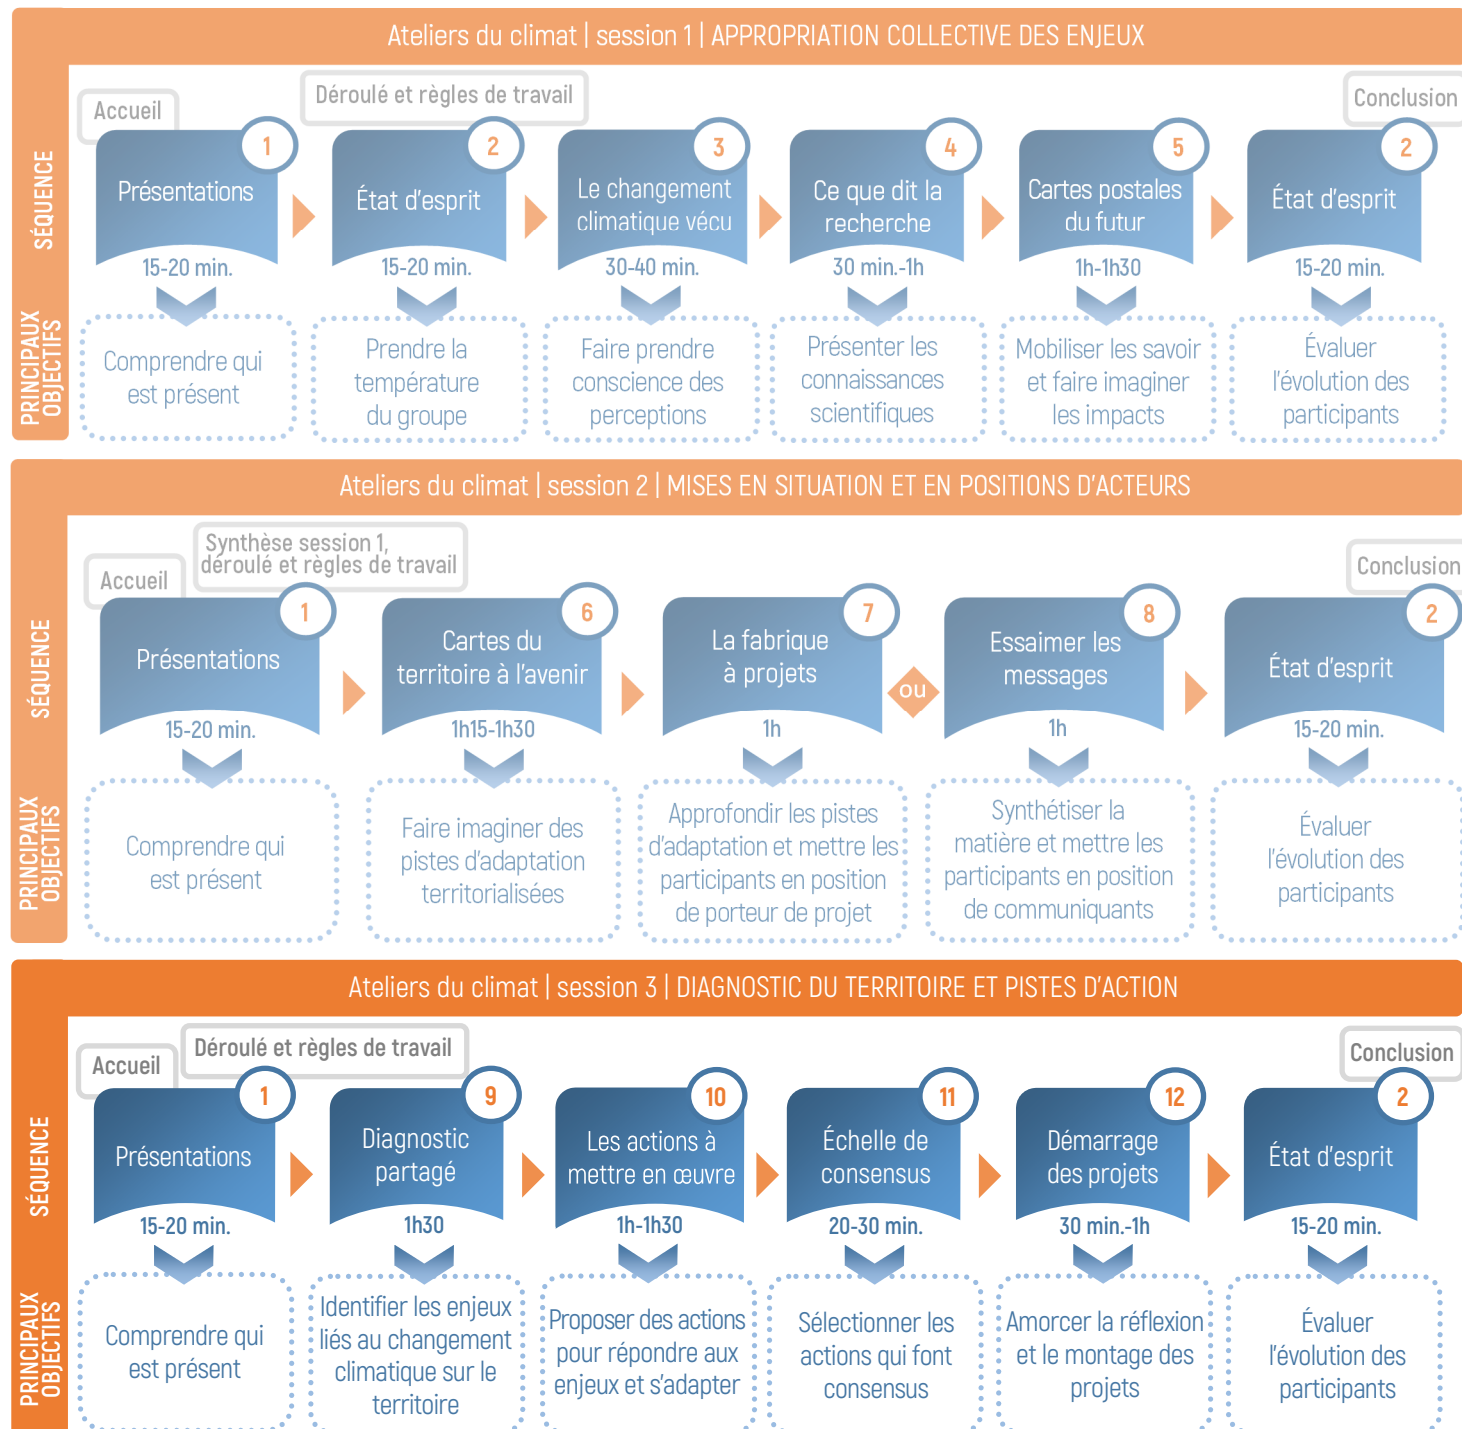 Ateliers du climat | session 1 | APPROPRIATION COLLECTIVE DES ENJEUX
Accueil
Déroulé et règles de travail
Conclusion
SÉQUENCE
1
Présentations
15-20 min.
2
État d'esprit
15-20 min.
3
Le changement
climatique vécu
30-40 min.
4
Ce que dit la
recherche
30 min.-1h
5
Cartes postales
du futur
1h-1h30
2
État d'esprit
15-20 min.
PRINCIPAUX
OBJECTIFS
Comprendre qui
est présent
Prendre la
température
du groupe
Faire prendre
conscience des
perceptions
Présenter les
connaissances
scientifiques
Mobiliser les savoir
et faire imaginer
les impacts
Évaluer
l'évolution des
participants
Ateliers du climat | session 2 | MISES EN SITUATION ET EN POSITIONS D'ACTEURS
Accueil
Synthèse session 1,
déroulé et règles de travail
Conclusion
SÉQUENCE
1
Présentations
15-20 min.
6
Cartes du
territoire à l'avenir
1h15-1h30
7
La fabrique
à projets
1h
ou
8
Essaimer les
messages
1h
2
État d'esprit
15-20 min.
PRINCIPAUX
OBJECTIFS
Comprendre qui
est présent
Faire imaginer des
pistes d'adaptation
territorialisées
Approfondir les pistes
d'adaptation et mettre les
participants en position
de porteur de projet
Synthétiser la
matière et mettre les
participants en position
de communiquants
Évaluer
l'évolution des
participants
Ateliers du climat | session 3 | DIAGNOSTIC DU TERRITOIRE ET PISTES D'ACTION
Accueil
Déroulé et règles de travail
Conclusion
SÉQUENCE
1
Présentations
15-20 min.
9
Diagnostic
partagé
1h30
10
Les actions à
mettre en œuvre
1h-1h30
11
Échelle de
consensus
20-30 min.
12
Démarrage
des projets
30 min.-1h
2
État d'esprit
15-20 min.
PRINCIPAUX
OBJECTIFS
Comprendre qui
est présent
Identifier les enjeux
liés au changement
climatique sur le
territoire
Proposer des actions
pour répondre aux
enjeux et s'adapter
Sélectionner les
actions qui font
consensus
Amorcer la réflexion
et le montage des
projets
Évaluer
l'évolution des
participants